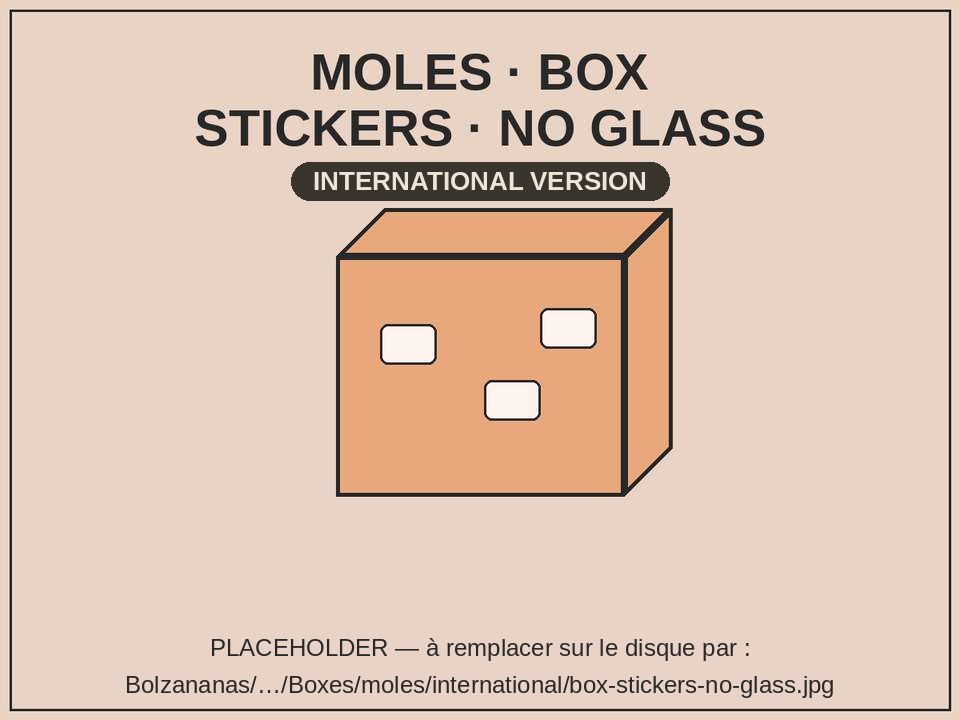 MOLES · BOX
STICKERS · NO GLASS
INTERNATIONAL VERSION
PLACEHOLDER — à remplacer sur le disque par :
Bolzananas/…/Boxes/moles/international/box-stickers-no-glass.jpg